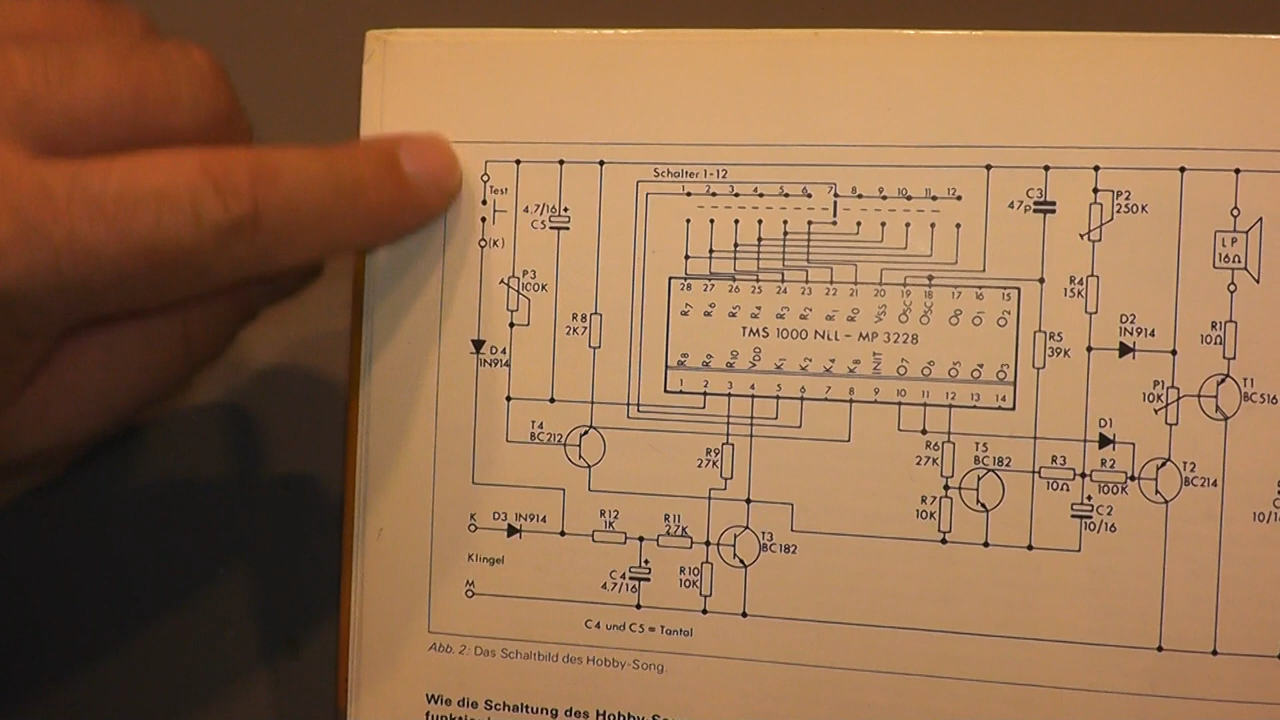 Schalter 1-12
1 2 3 4 5 6 7 8 9 10 11 12
Test
(K)
4,7/16 +
C5
P3
100K
R8
2K7
D4
1N914
C3
47p
P2
250K
R4
15K
D2
1N914
R5
39K
LP
16Ω
R1
10Ω
P1
10K
T1
BC516
28 27 26 25 24 23 22 21 20 19 18 17 16 15
R7 R6 R5 R4 R3 R2 R1 R0 VSS OSC OSC O0 O1 O2
TMS 1000 NLL - MP 3228
R8 R9 R10 VDD K1 K2 K4 K8 INIT O7 O6 O5 O4 O3
1 2 3 4 5 6 7 8 9 10 11 12 13 14
T4
BC212
R9
27K
R6
27K
T5
BC182
D1
R3
10Ω
R2
100K
T2
BC214
R7
10K
+
C2
10/16
10/1
K
D3 1N914
R12
1K
R11
2,7K
T3
BC182
Klingel
+
C4
4,7/16
R10
10K
M
C4 und C5 = Tantal
Abb. 2: Das Schaltbild des Hobby-Song.
Wie die Schaltung des Hobby-So